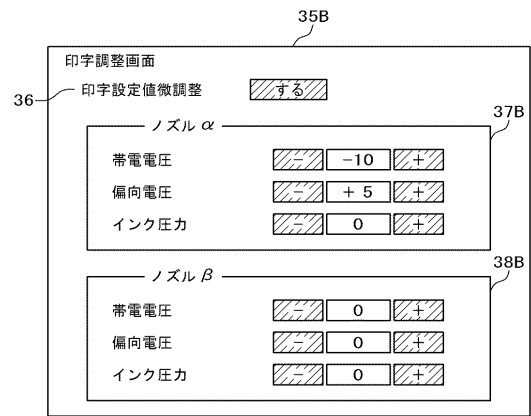 35B
印字調整画面
36 印字設定値微調整 する
37B
ノズル α
帯電電圧 - -10 +
偏向電圧 - + 5 +
インク圧力 - 0 +
38B
ノズル β
帯電電圧 - 0 +
偏向電圧 - 0 +
インク圧力 - 0 +